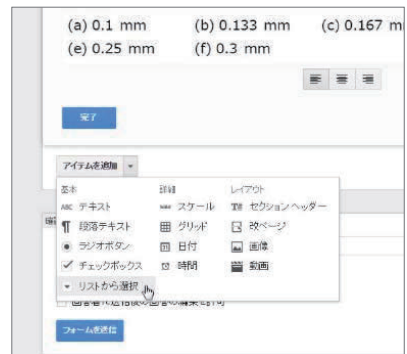 (a) 0.1 mm (b) 0.133 mm (c) 0.167 m
(e) 0.25 mm (f) 0.3 mm
完了
アイテムを追加
基本 詳細 レイアウト
ABC テキスト スケール セクションヘッダー
段落テキスト グリッド 改ページ
ラジオボタン 日付 画像
チェックボックス 時間 動画
リストから選択
フォームを送信